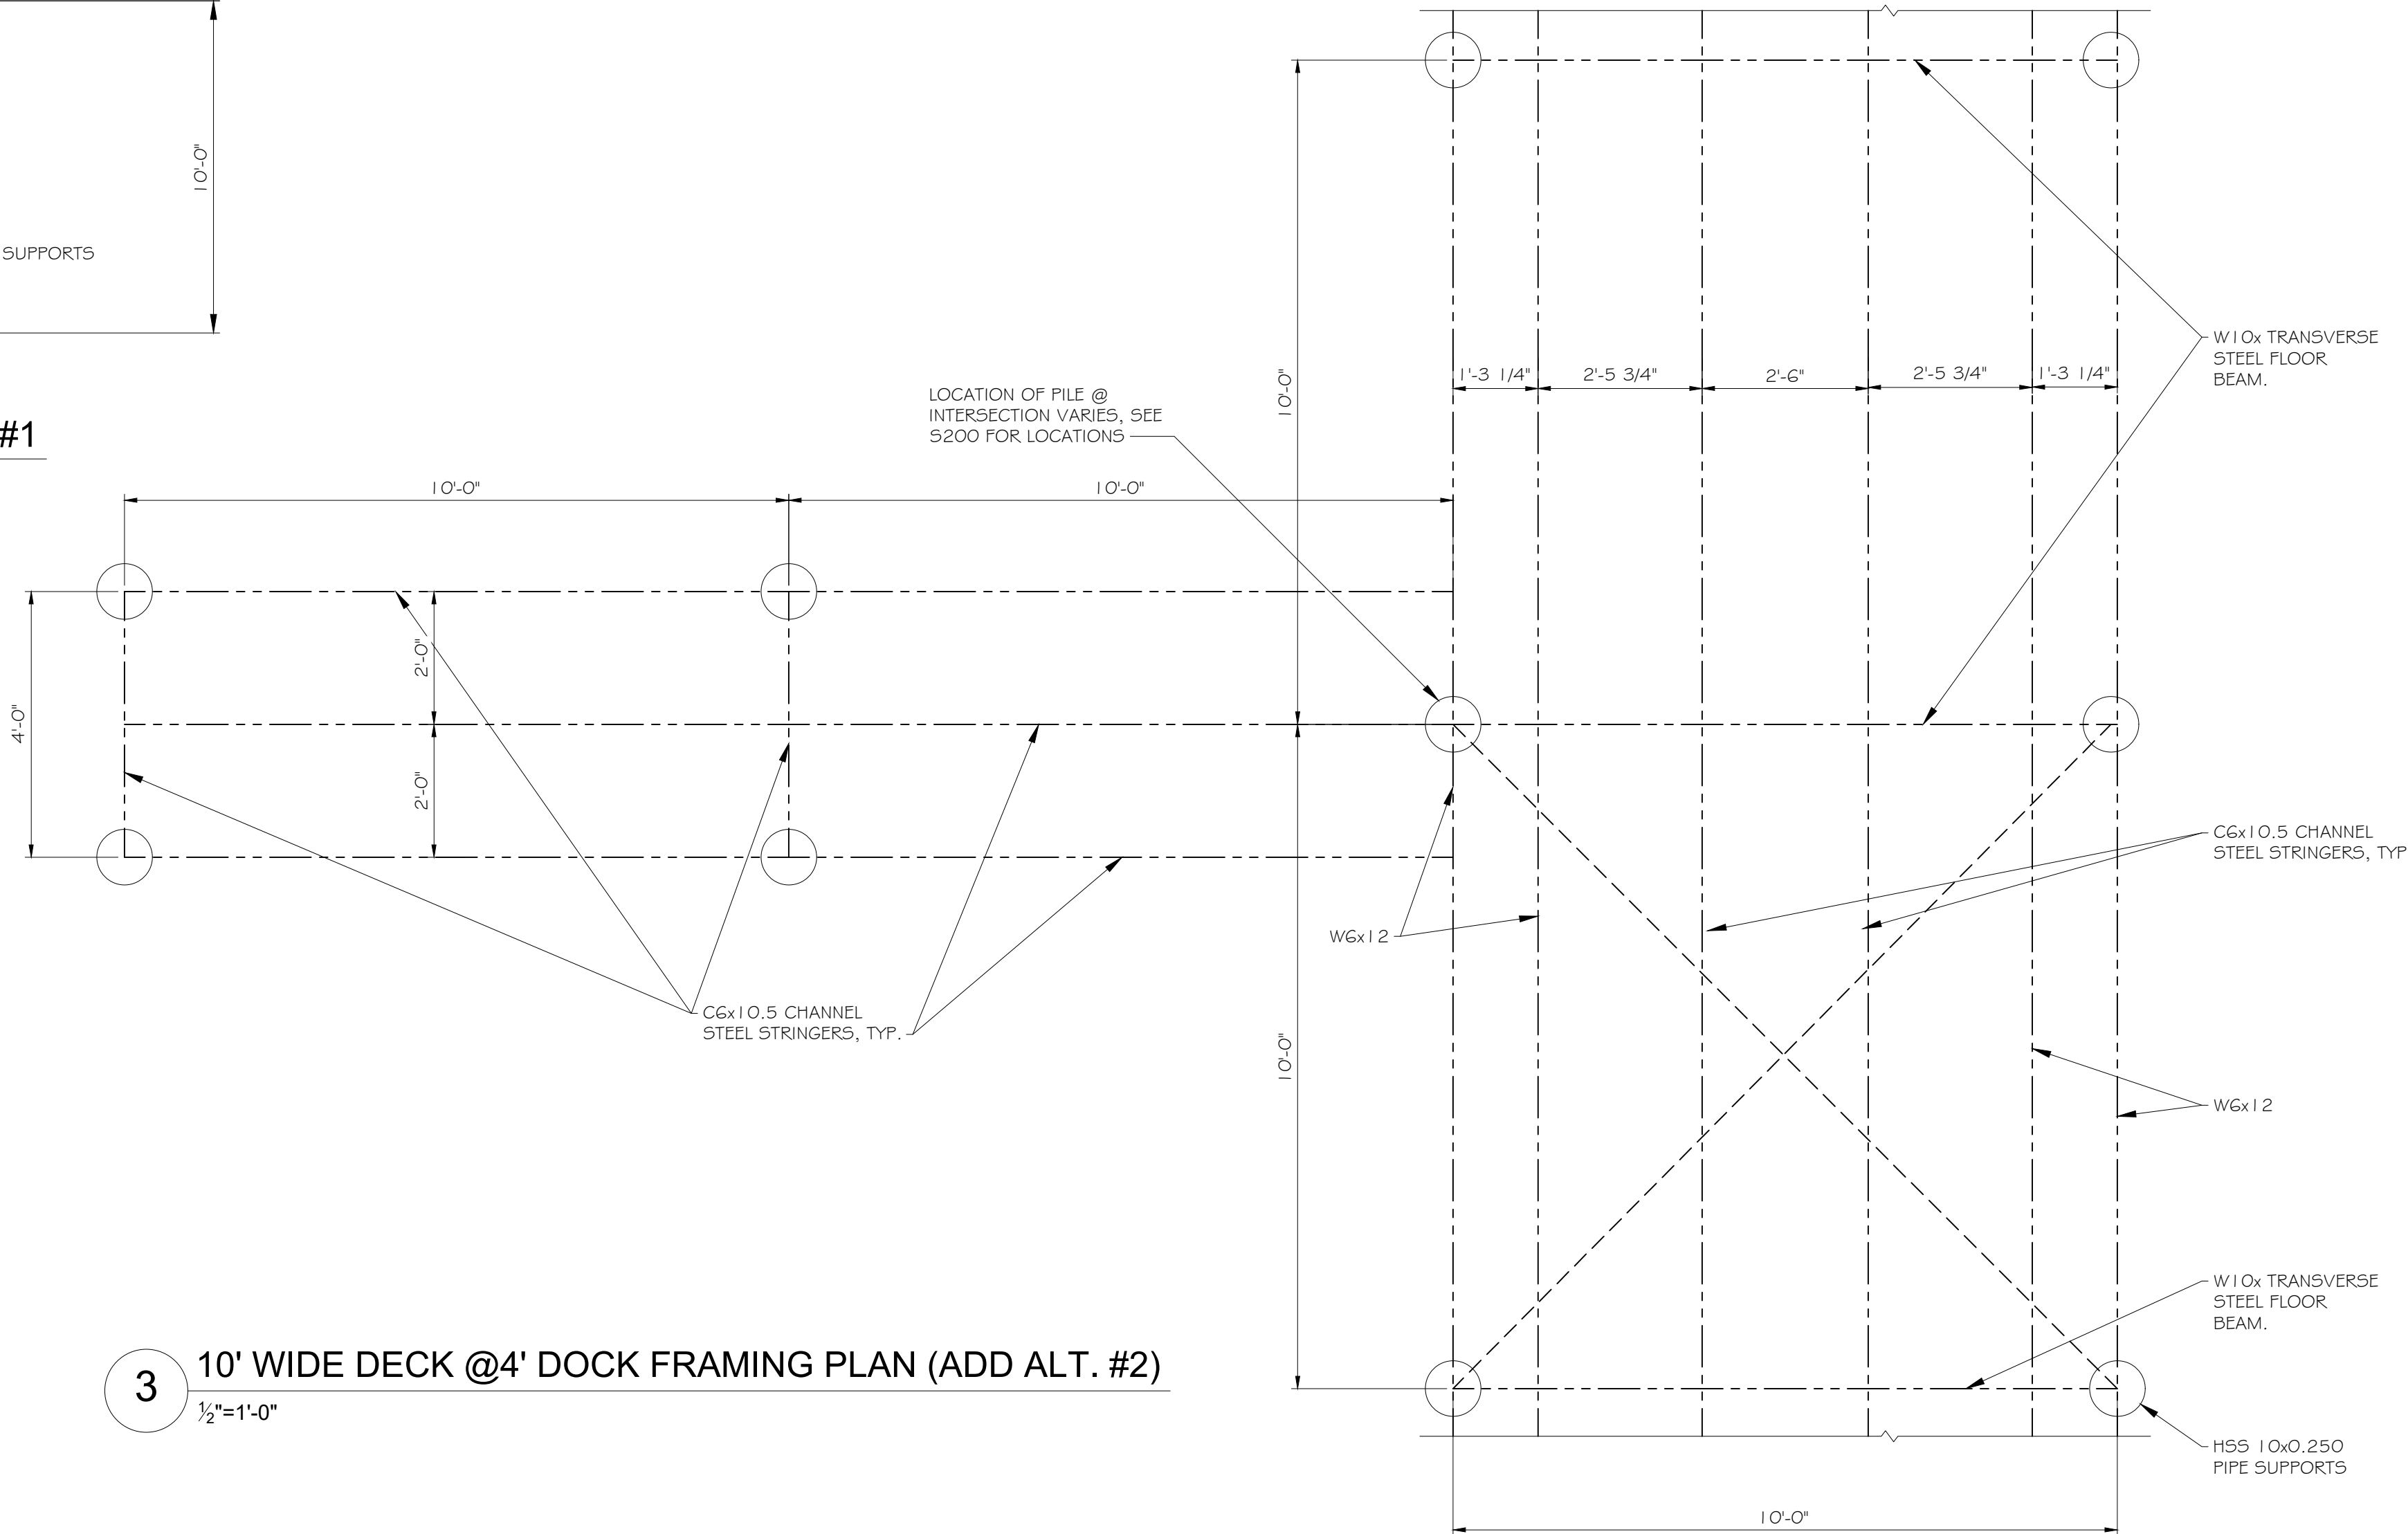 10'-0"
SUPPORTS
#1
LOCATION OF PILE @
INTERSECTION VARIES, SEE
S200 FOR LOCATIONS
10'-0"
10'-0"
4'-0"
2'-0"
2'-0"
C6x10.5 CHANNEL
STEEL STRINGERS, TYP.
10'-0"
10'-0"
1'-3 1/4"
2'-5 3/4"
2'-6"
2'-5 3/4"
1'-3 1/4"
W10x TRANSVERSE
STEEL FLOOR
BEAM.
C6x10.5 CHANNEL
STEEL STRINGERS, TYP
W6x12
W6x12
W10x TRANSVERSE
STEEL FLOOR
BEAM.
HSS 10x0.250
PIPE SUPPORTS
10'-0"
3
10' WIDE DECK @4' DOCK FRAMING PLAN (ADD ALT. #2)
½"=1'-0"